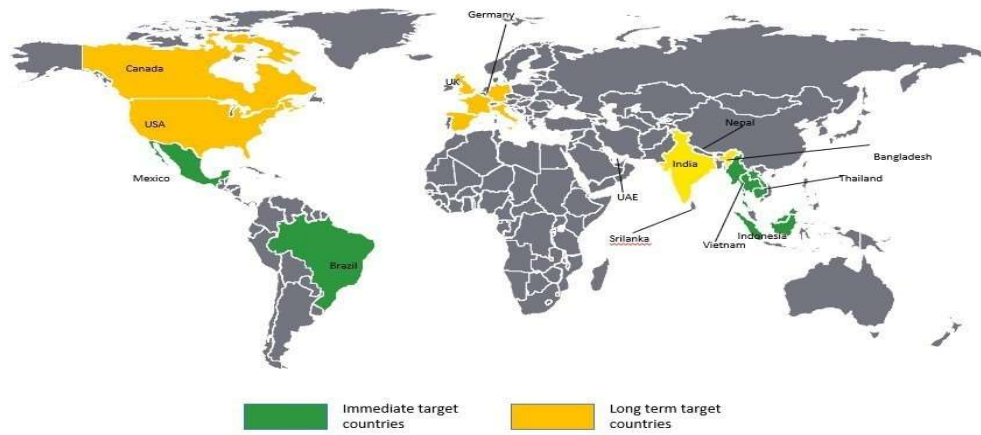 Germany
Canada
UK
USA
Nepal
India
Bangladesh
Mexico
Thailand
UAE
Srilanka
Vietnam
Indonesia
Brazil
Immediate target
countries
Long term target
countries